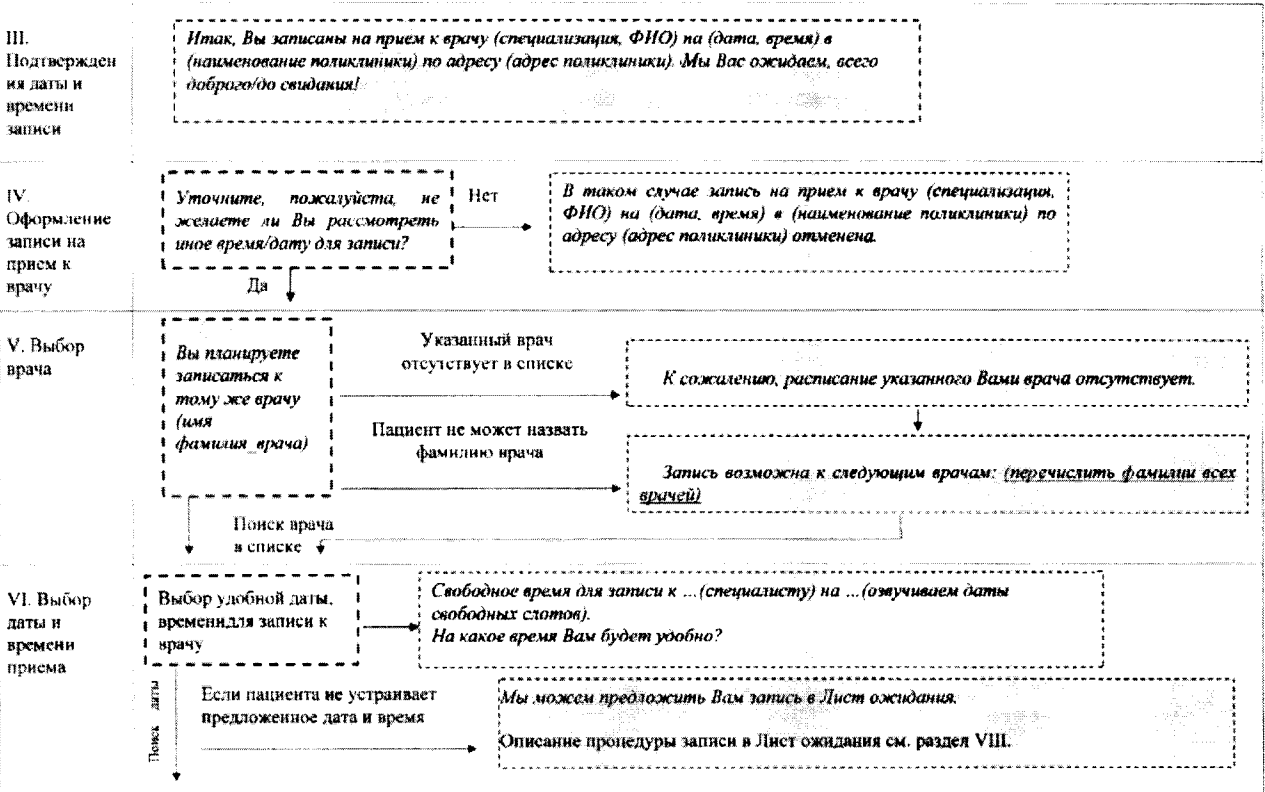 III.
Подтвержден
ия даты и
времени
записи
Итак, Вы записаны на прием к врачу (специализация, ФИО) на (дата, время) в
(наименование поликлиники) по адресу (адрес поликлиники). Мы Вас ожидаем, всего
доброго/до свидания!
IV.
Оформление
записи на
прием к
врачу
Уточните, пожалуйста, не
желаете ли Вы рассмотреть
иное время/дату для записи?
Нет
В таком случае запись на прием к врачу (специализация,
ФИО) на (дата, время) в (наименование поликлиники) по
адресу (адрес поликлиники) отменена.
Да
V. Выбор
врача
Вы планируете
записаться к
тому же врачу
(имя
фамилия_врача)
Указанный врач
отсутствует в списке
К сожалению, расписание указанного Вами врача отсутствует.
Пациент не может назвать
фамилию врача
Запись возможна к следующим врачам: (перечислить фамилии всех
врачей)
Поиск врача
в списке
VI. Выбор
даты и
времени
приема
Выбор удобной даты,
временидля записи к
врачу
Свободное время для записи к ...(специалисту) на ...(озвучиваем даты
свободных слотов).
На какое время Вам будет удобно?
Поиск даты
Если пациента не устраивает
предложенное дата и время
Мы можем предложить Вам запись в Лист ожидания.
Описание процедуры записи в Лист ожидания см. раздел VIII.